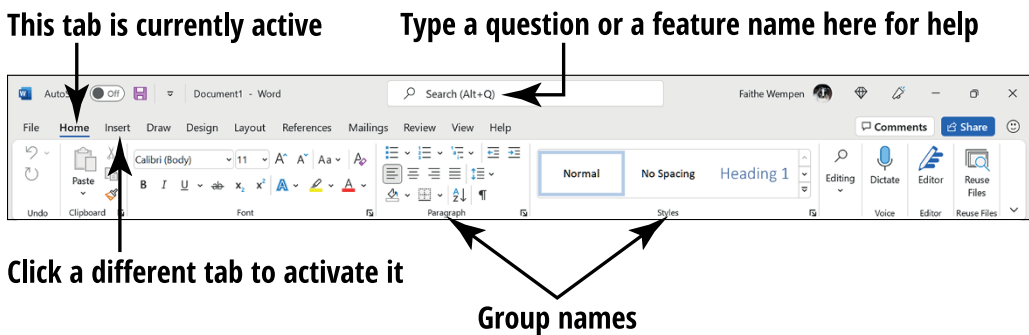 This tab is currently active
Type a question or a feature name here for help
Off
Document1 - Word
Search (Alt+Q)
Faithe Wempen
File Home Insert Draw Design Layout References Mailings Review View Help
Comments
Share
Paste
Calibri (Body)
11
Aa
B I U ab x₂ x² A A
Normal
No Spacing
Heading 1
Editing
Dictate
Editor
Reuse
Files
Undo Clipboard Font Paragraph Styles Voice Editor Reuse Files
Click a different tab to activate it
Group names